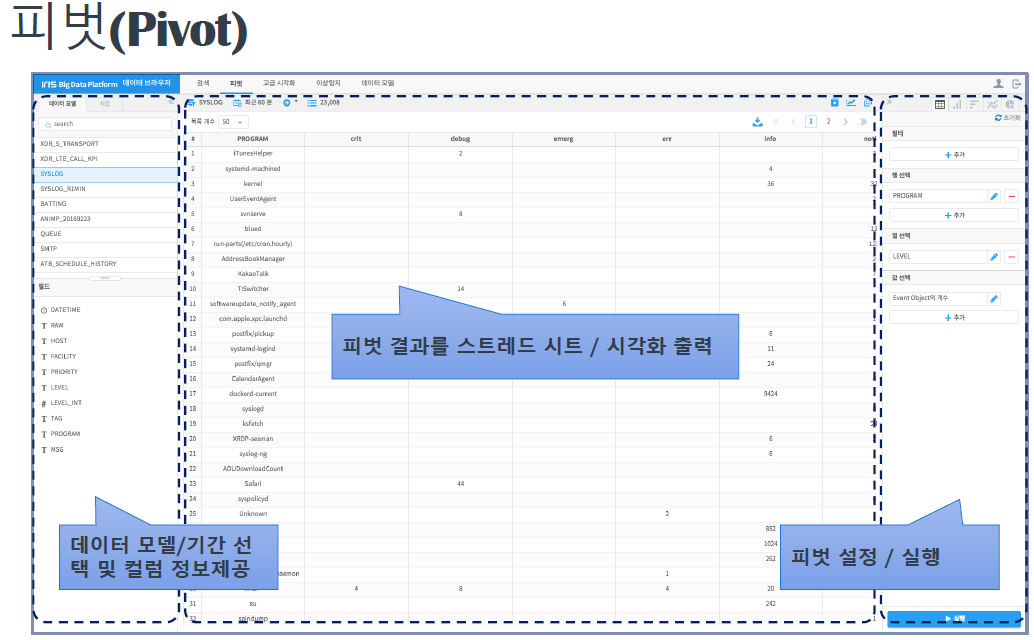 피벗(Pivot)
IRIS Big Data Platform 데이터 브라우저 검색 피벗 고급 시각화 이상탐지 데이터 모델
데이터 모델 시간
search
XDR_S_TRANSPORT
XDR_LTE_CALL_KPI
SYSLOG
SYSLOG_R1MIN
BATTING
ANIMP_20160223
QUEUE
SMTP
ATB_SCHEDULE_HISTORY
필드
DATETIME
T RAW
T HOST
T FACILITY
T PRIORITY
T LEVEL
# LEVEL_INT
T TAG
T PROGRAM
T MSG
데이터 모델/기간 선
택 및 컬럼 정보제공
SYSLOG 최근 60 분 23,008
목록 개수 50 1 2
# PROGRAM crit debug emerg err info
1 iTunesHelper 2
2 systemd-machined 4
3 kernel 36
4 UserEventAgent
5 svnserve 8
6 blued
7 run-parts(/etc/cron.hourly)
8 AddressBookManager
9 KakaoTalk
10 TISwitcher 14
11 softwareupdate_notify_agent 6
12 com.apple.xpc.launchd
13 postfix/pickup 6
14 systemd-logind 11
15 postfix/qmgr 24
16 CalendarAgent
17 dockerd-current 9424
18 syslogd
19 ksfetch
20 XRDP-sesman 6
21 syslog-ng 6
22 AOUDownloadCount
23 Safari 44
24 syspolicyd
25 Unknown 2
852
1024
262
1
4 8 4 20
31 su 242
32 spindump
피벗 결과를 스트레드 시트 / 시각화 출력
초기화
필터
+ 추가
행 선택
PROGRAM
+ 추가
열 선택
LEVEL
값 선택
Event Object의 개수
+ 추가
피벗 설정 / 실행
실행